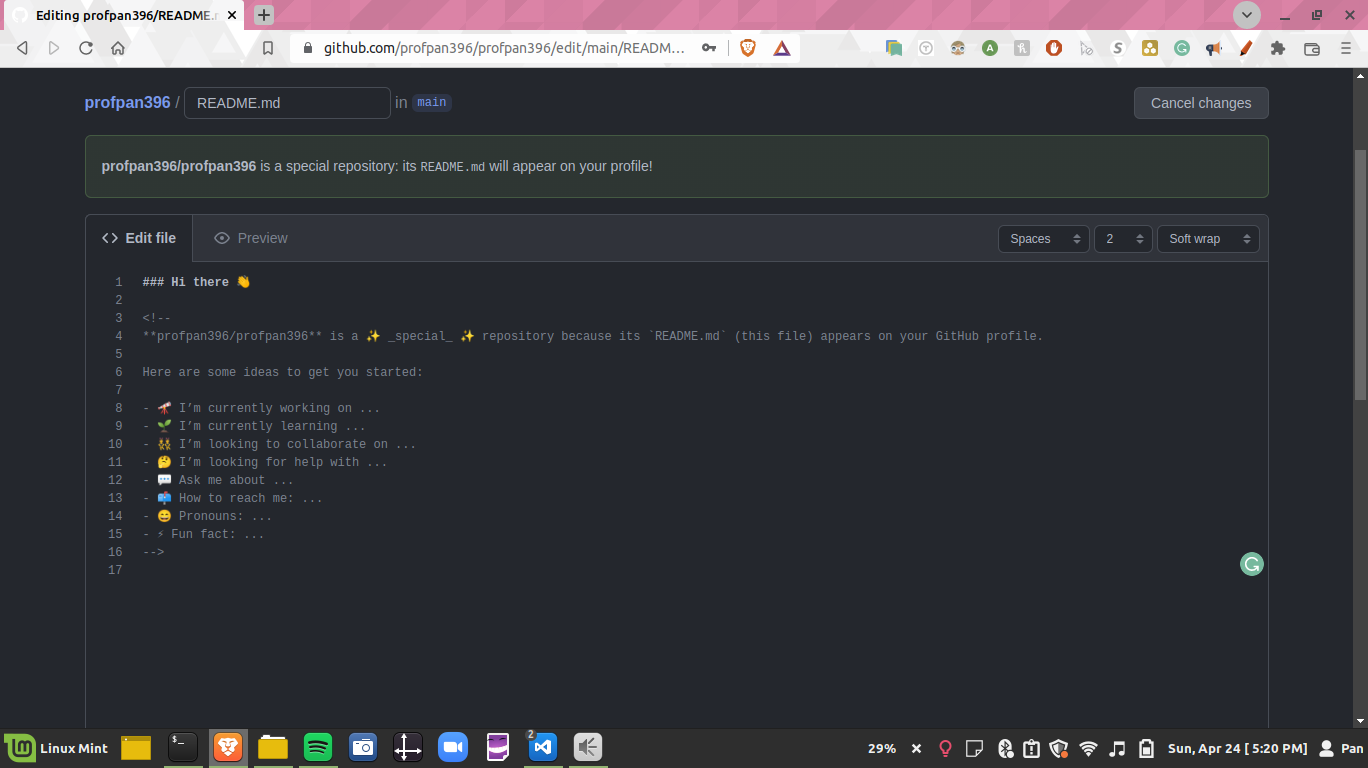 Editing profpan396/README.r
github.com/profpan396/profpan396/edit/main/READM…
profpan396 / README.md in main
Cancel changes
profpan396/profpan396 is a special repository: its README.md will appear on your profile!
Edit file
Preview
Spaces
2
Soft wrap
1 ### Hi there 👋
2
3 <!--
4 **profpan396/profpan396** is a ✨ _special_ ✨ repository because its `README.md` (this file) appears on your GitHub profile.
5
6 Here are some ideas to get you started:
7
8 - 🔭 I’m currently working on ...
9 - 🌱 I’m currently learning ...
10 - 👯 I’m looking to collaborate on ...
11 - 🤔 I’m looking for help with ...
12 - 💬 Ask me about ...
13 - 📫 How to reach me: ...
14 - 😄 Pronouns: ...
15 - ⚡ Fun fact: ...
16 -->
17
Linux Mint
2
29%
Sun, Apr 24 [ 5:20 PM]
Pan